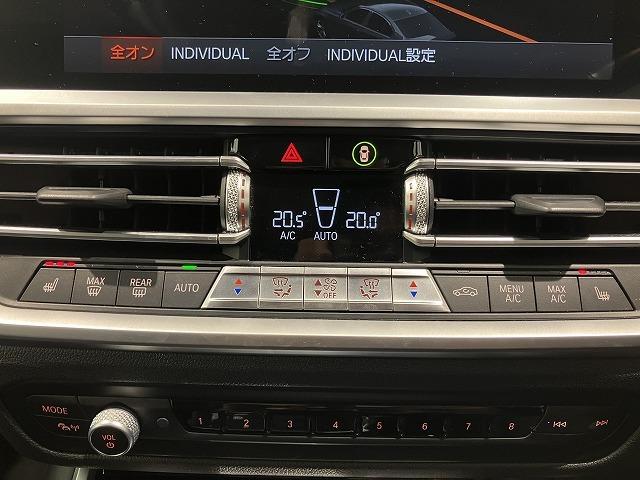 全オン INDIVIDUAL 全オフ INDIVIDUAL設定
20.5° 20.0°
A/C AUTO
MAX REAR AUTO OFF MENU A/C MAX A/C
MODE
VOL
1 2 3 4 5 6 7 8